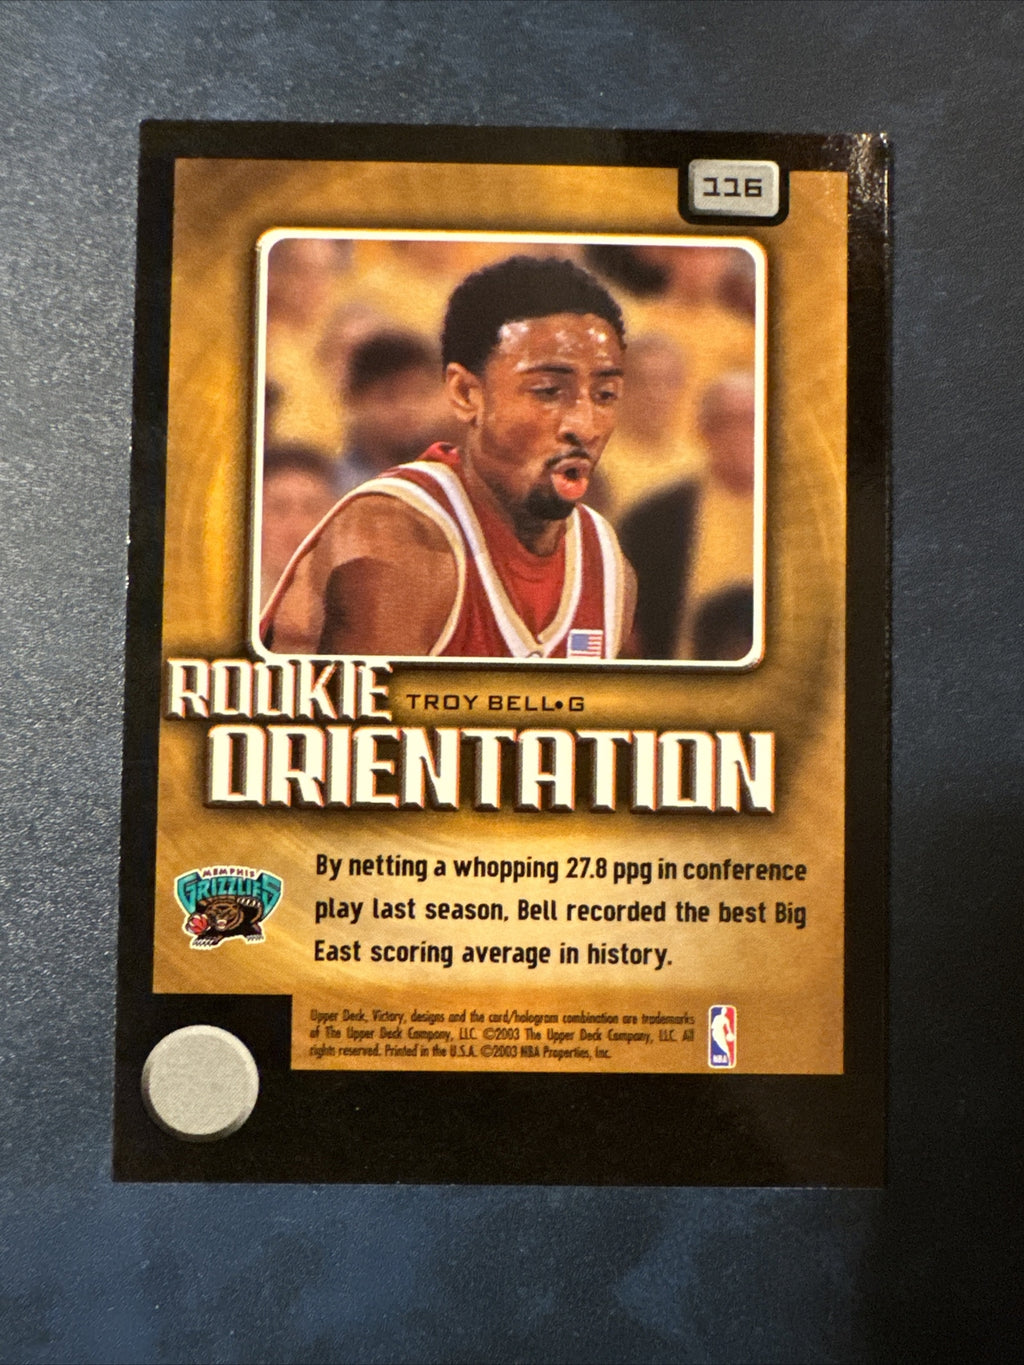 116
ROOKIE
TROY BELL•G
ORIENTATION
MEMPHIS
GRIZZLIES
By netting a whopping 27.8 ppg in conference
play last season, Bell recorded the best Big
East scoring average in history.
Upper Deck, Victory, designs and the card/hologram combination are trademarks
of The Upper Deck Company, LLC. ©2003 The Upper Deck Company, LLC. All
rights reserved. Printed in the U.S.A. ©2003 NBA Properties, Inc.
NBA